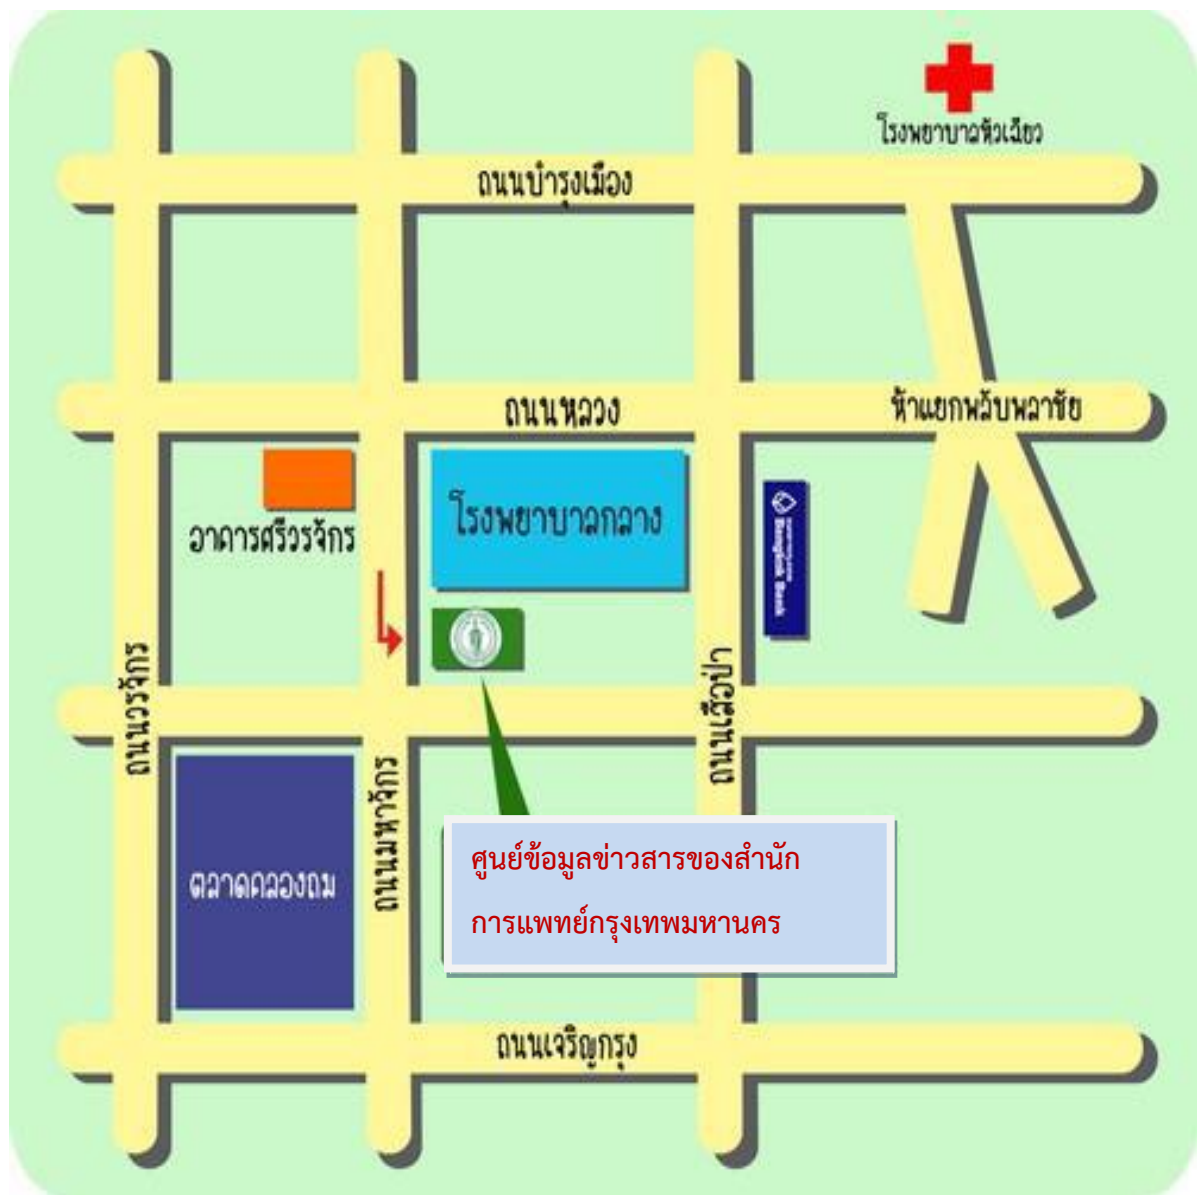 โรงพยาบาลหัวเฉียว
ถนนบำรุงเมือง
ถนนหลวง
ห้าแยกพลับพลาชัย
อาคารศรีวรจักร
โรงพยาบาลกลาง
Bangkok Bank
ถนนวรจักร
ถนนเสือป่า
ถนนมหาจักร
ตลาดคลองถม
ศูนย์ข้อมูลข่าวสารของสำนัก
การแพทย์กรุงเทพมหานคร
ถนนเจริญกรุง